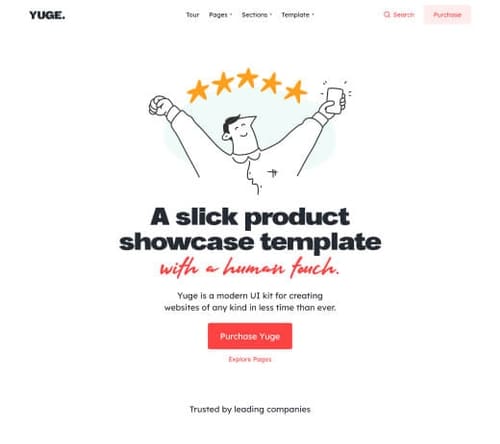 YUGE.
Tour Pages Sections Template
Search
Purchase
A slick product
showcase template
with a human touch.
Yuge is a modern UI kit for creating
websites of any kind in less time than ever.
Purchase Yuge
Explore Pages
Trusted by leading companies